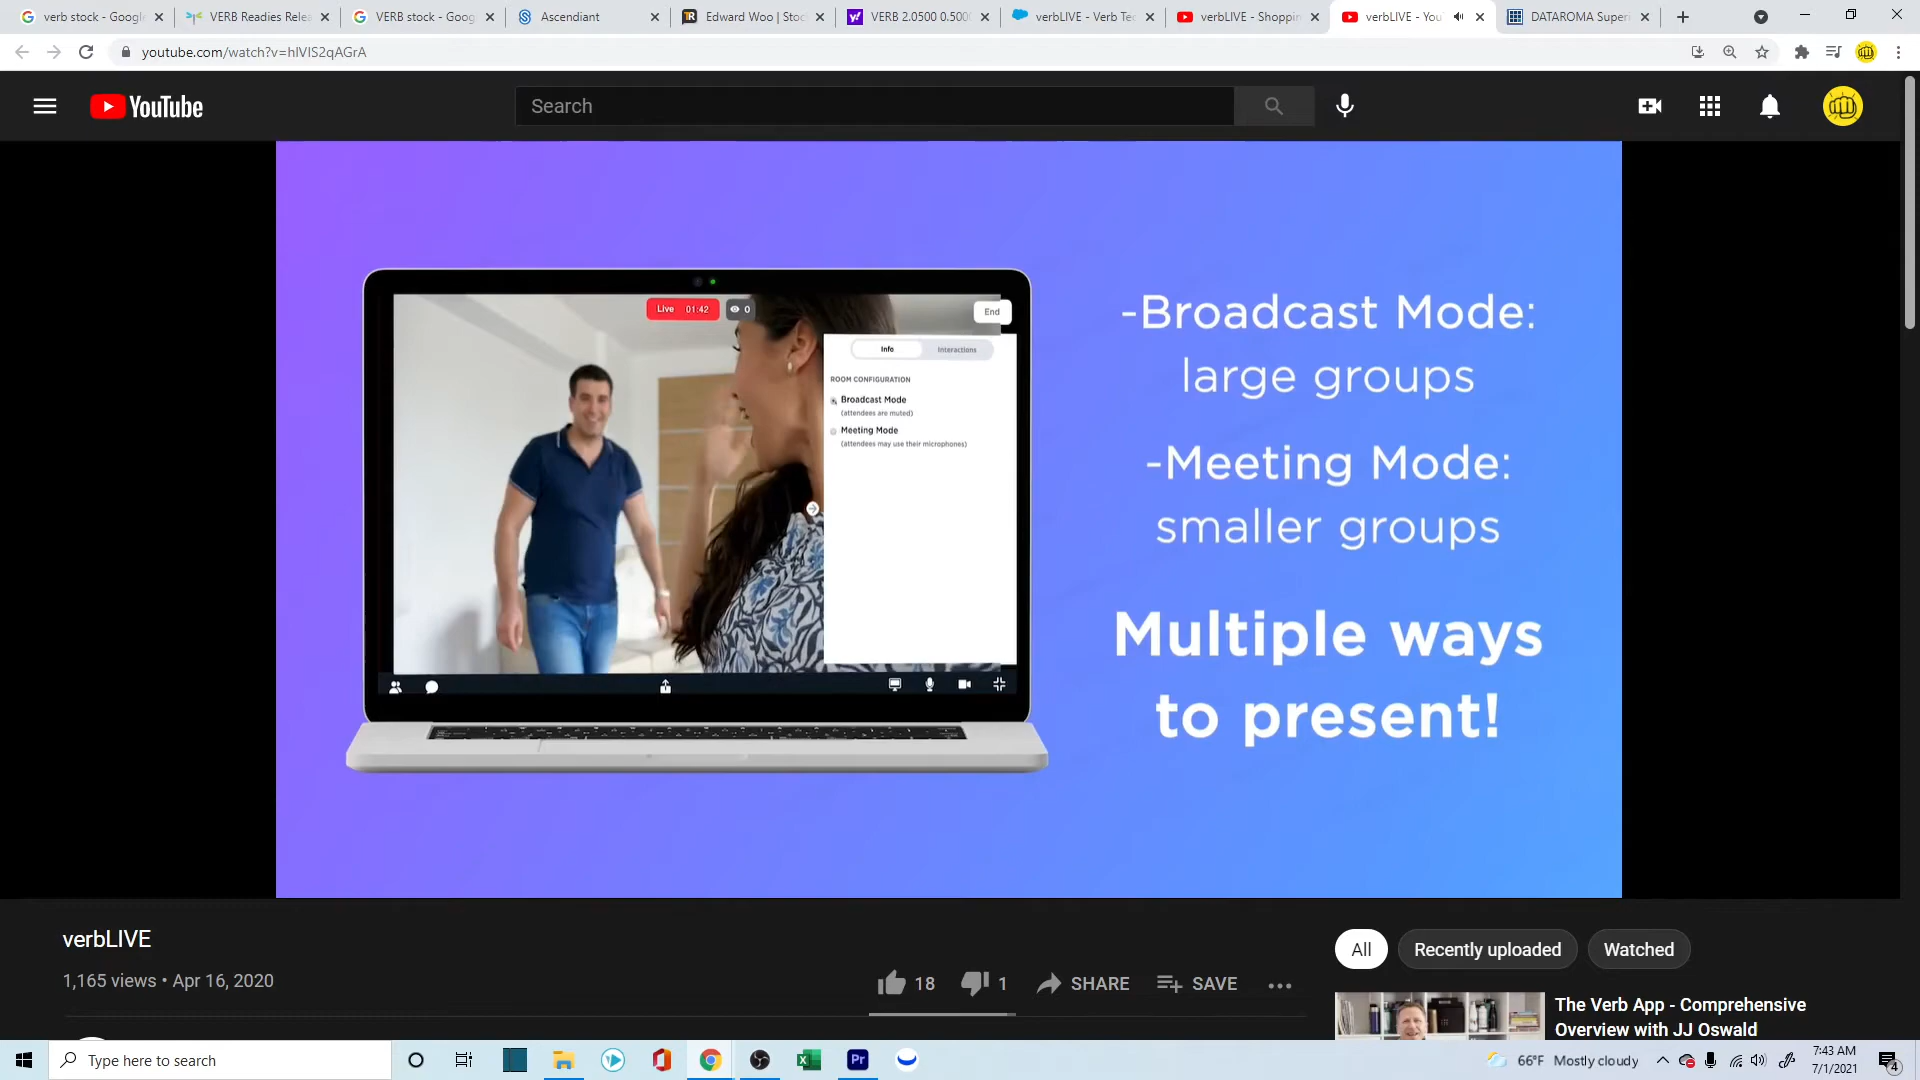 verb stock - Google
VERB Readies Relea
VERB stock - Goog
Ascendiant
Edward Woo | Stoc
VERB 2.0500 0.5000
verbLIVE - Verb Tec
verbLIVE - Shoppin
verbLIVE - You
DATAROMA Super
youtube.com/watch?v=hIVIS2qAGrA
YouTube
Search
Live 01:42
0
End
Info
Interactions
ROOM CONFIGURATION
Broadcast Mode
(attendees are muted)
Meeting Mode
(attendees may use their microphones)
-Broadcast Mode:
large groups
-Meeting Mode:
smaller groups
Multiple ways
to present!
verbLIVE
1,165 views • Apr 16, 2020
18
1
SHARE
SAVE
All
Recently uploaded
Watched
The Verb App - Comprehensive
Overview with JJ Oswald
Type here to search
66°F Mostly cloudy
7:43 AM
7/1/2021
4